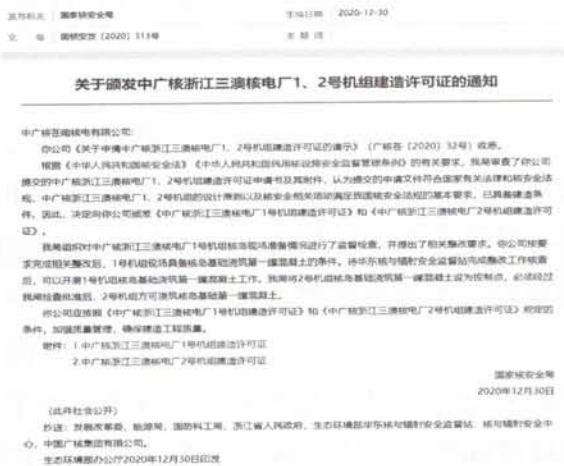 发布机关 国家核安全局 生成日期 2020-12-30
文 号 国核安发〔2020〕313号 主 题 词
关于颁发中广核浙江三澳核电厂1、2号机组建造许可证的通知
中广核苍南核电有限公司:
你公司《关于申请中广核浙江三澳核电厂1、2号机组建造许可证的请示》（广核苍〔2020〕32号）收悉。
根据《中华人民共和国核安全法》《中华人民共和国民用核设施安全监督管理条例》的有关要求，我局审查了你公司
提交的中广核浙江三澳核电厂1、2号机组建造许可证申请书及其附件，认为提交的申请文件符合国家有关法律和核安全法
规，中广核浙江三澳核电厂1、2号机组的设计原则以及核安全相关活动满足我国核安全法规的基本要求，已具备建造条
件。因此，决定向你公司颁发《中广核浙江三澳核电厂1号机组建造许可证》和《中广核浙江三澳核电厂2号机组建造许可
证》。
我局组织对中广核浙江三澳核电厂1号机组核岛现场准备情况进行了监督检查，并提出了相关整改要求。你公司按要
求完成相关整改后，1号机组现场具备核岛基础浇筑第一罐混凝土的条件。待华东核与辐射安全监督站完成整改工作核查
后，可以开展1号机组核岛基础浇筑第一罐混凝土工作。我局将2号机组核岛基础浇筑第一罐混凝土设为控制点，必须经过
我局检查批准后，2号机组方可浇筑核岛基础第一罐混凝土。
你公司应按照《中广核浙江三澳核电厂1号机组建造许可证》和《中广核浙江三澳核电厂2号机组建造许可证》规定的
条件，加强质量管理，确保建造工程质量。
附件：1.中广核浙江三澳核电厂1号机组建造许可证
2.中广核浙江三澳核电厂2号机组建造许可证
国家核安全局
2020年12月30日
（此件社会公开）
抄送：发展改革委、能源局、国防科工局，浙江省人民政府，生态环境部华东核与辐射安全监督站、核与辐射安全中
心，中国广核集团有限公司。
生态环境部办公厅2020年12月30日印发